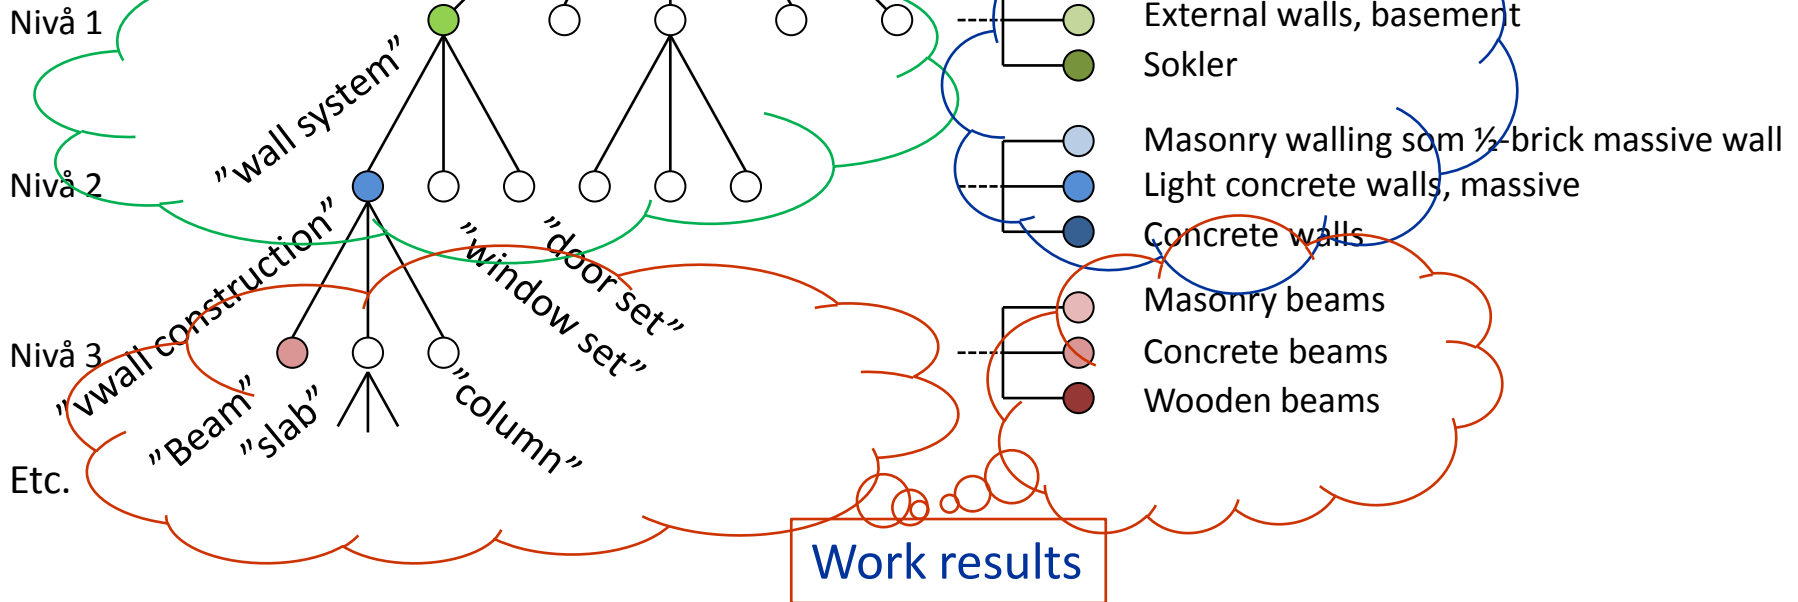 Nivå 1
External walls, basement
Sokler
"wall system"
Masonry walling som ½-brick massive wall
Nivå 2
Light concrete walls, massive
Concrete walls
"vwall construction"
"window set"
"door set"
Masonry beams
Nivå 3
Concrete beams
Wooden beams
"Beam"
"slab"
"column"
Etc.
Work results